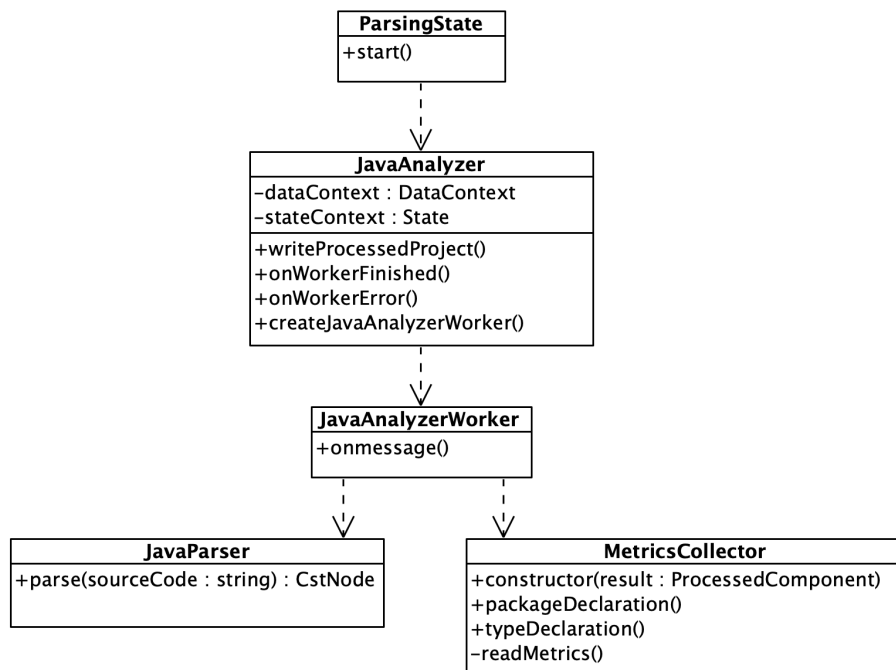 ParsingState
+start()
JavaAnalyzer
-dataContext : DataContext
-stateContext : State
+writeProcessedProject()
+onWorkerFinished()
+onWorkerError()
+createJavaAnalyzerWorker()
JavaAnalyzerWorker
+onmessage()
JavaParser
+parse(sourceCode : string) : CstNode
MetricsCollector
+constructor(result : ProcessedComponent)
+packageDeclaration()
+typeDeclaration()
-readMetrics()